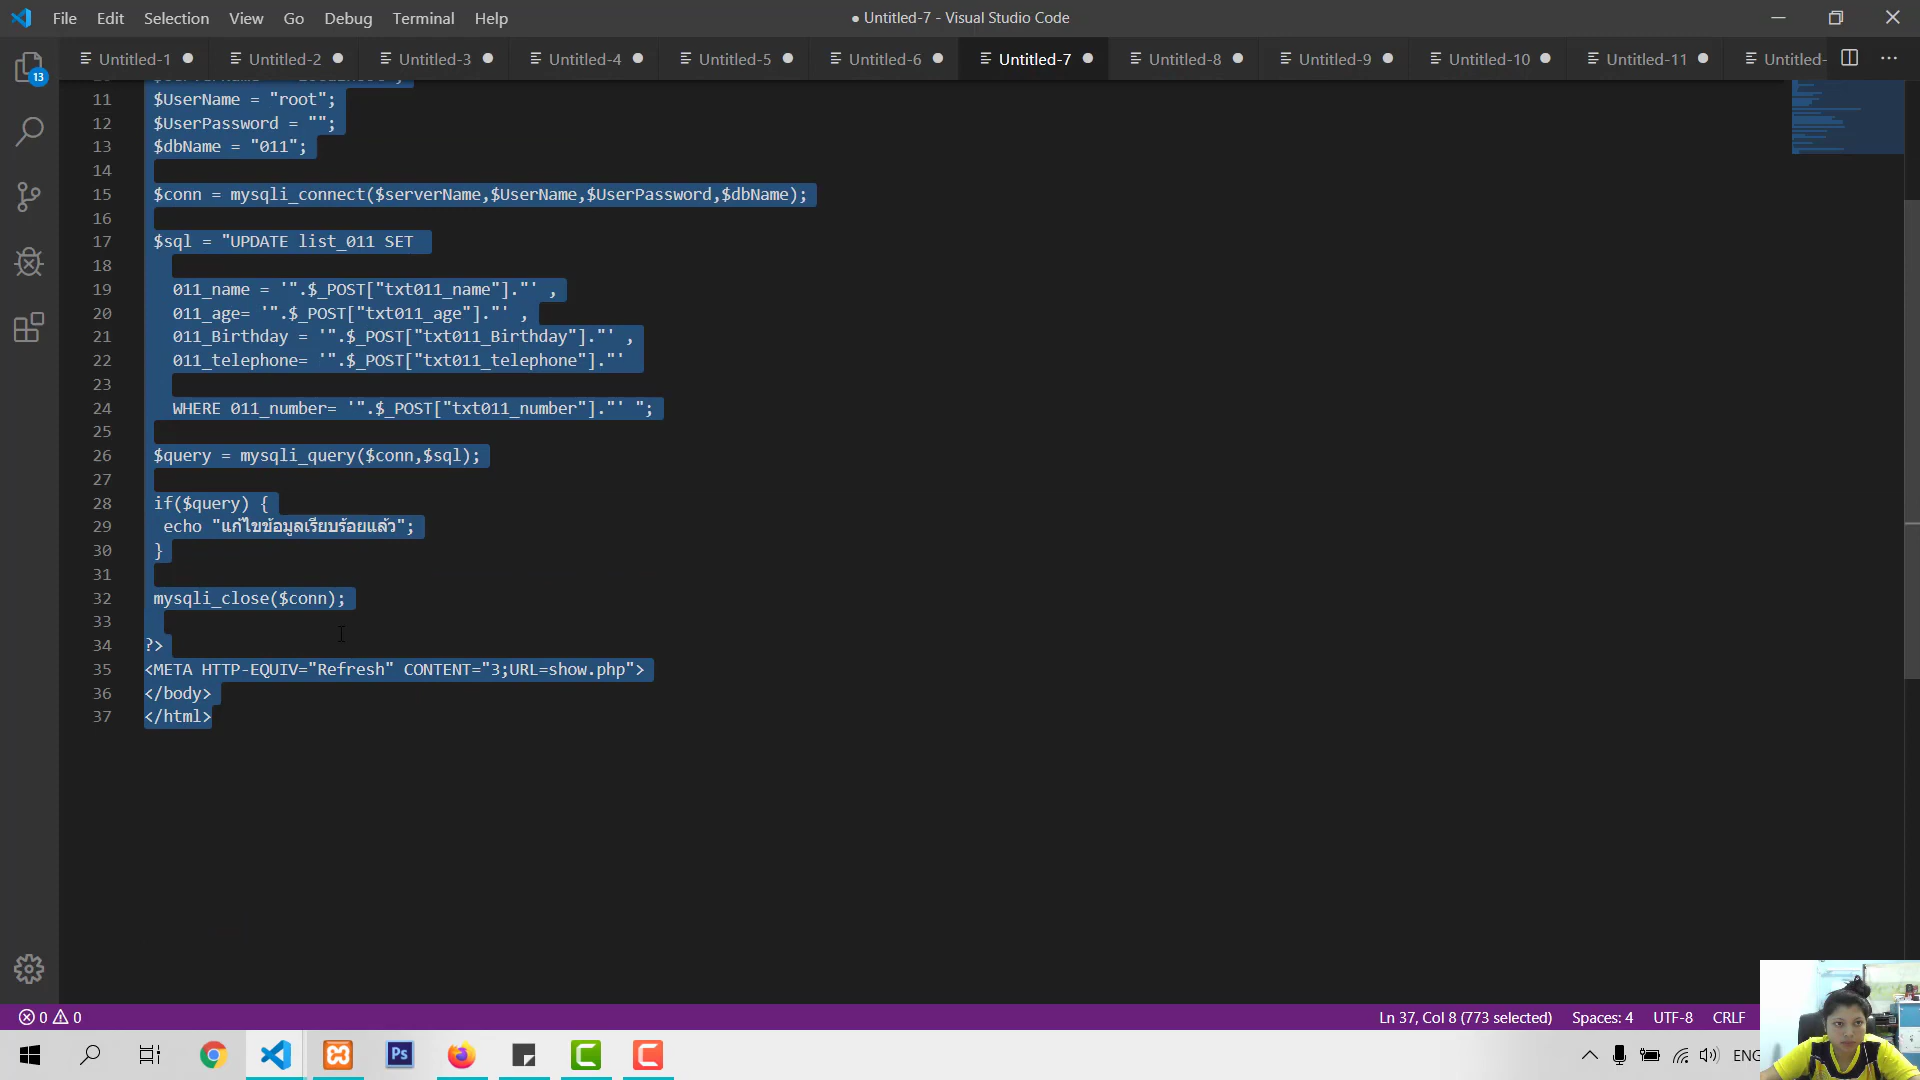 File Edit Selection View Go Debug Terminal Help
● Untitled-7 - Visual Studio Code
Untitled-1 Untitled-2 Untitled-3 Untitled-4 Untitled-5 Untitled-6 Untitled-7 Untitled-8 Untitled-9 Untitled-10 Untitled-11 Untitled-
13
11 $UserName = "root";
12 $UserPassword = "";
13 $dbName = "011";
14
15 $conn = mysqli_connect($serverName,$UserName,$UserPassword,$dbName);
16
17 $sql = "UPDATE list_011 SET
18
19 011_name = '".$_POST["txt011_name"]."' ,
20 011_age= '".$_POST["txt011_age"]."' ,
21 011_Birthday = '".$_POST["txt011_Birthday"]."' ,
22 011_telephone= '".$_POST["txt011_telephone"]."'
23
24 WHERE 011_number= '".$_POST["txt011_number"]."' ";
25
26 $query = mysqli_query($conn,$sql);
27
28 if($query) {
29 echo "แก้ไขข้อมูลเรียบร้อยแล้ว";
30 }
31
32 mysqli_close($conn);
33
34 ?>
35 <META HTTP-EQUIV="Refresh" CONTENT="3;URL=show.php">
36 </body>
37 </html>
0 0
Ln 37, Col 8 (773 selected) Spaces: 4 UTF-8 CRLF
Ps
ENG